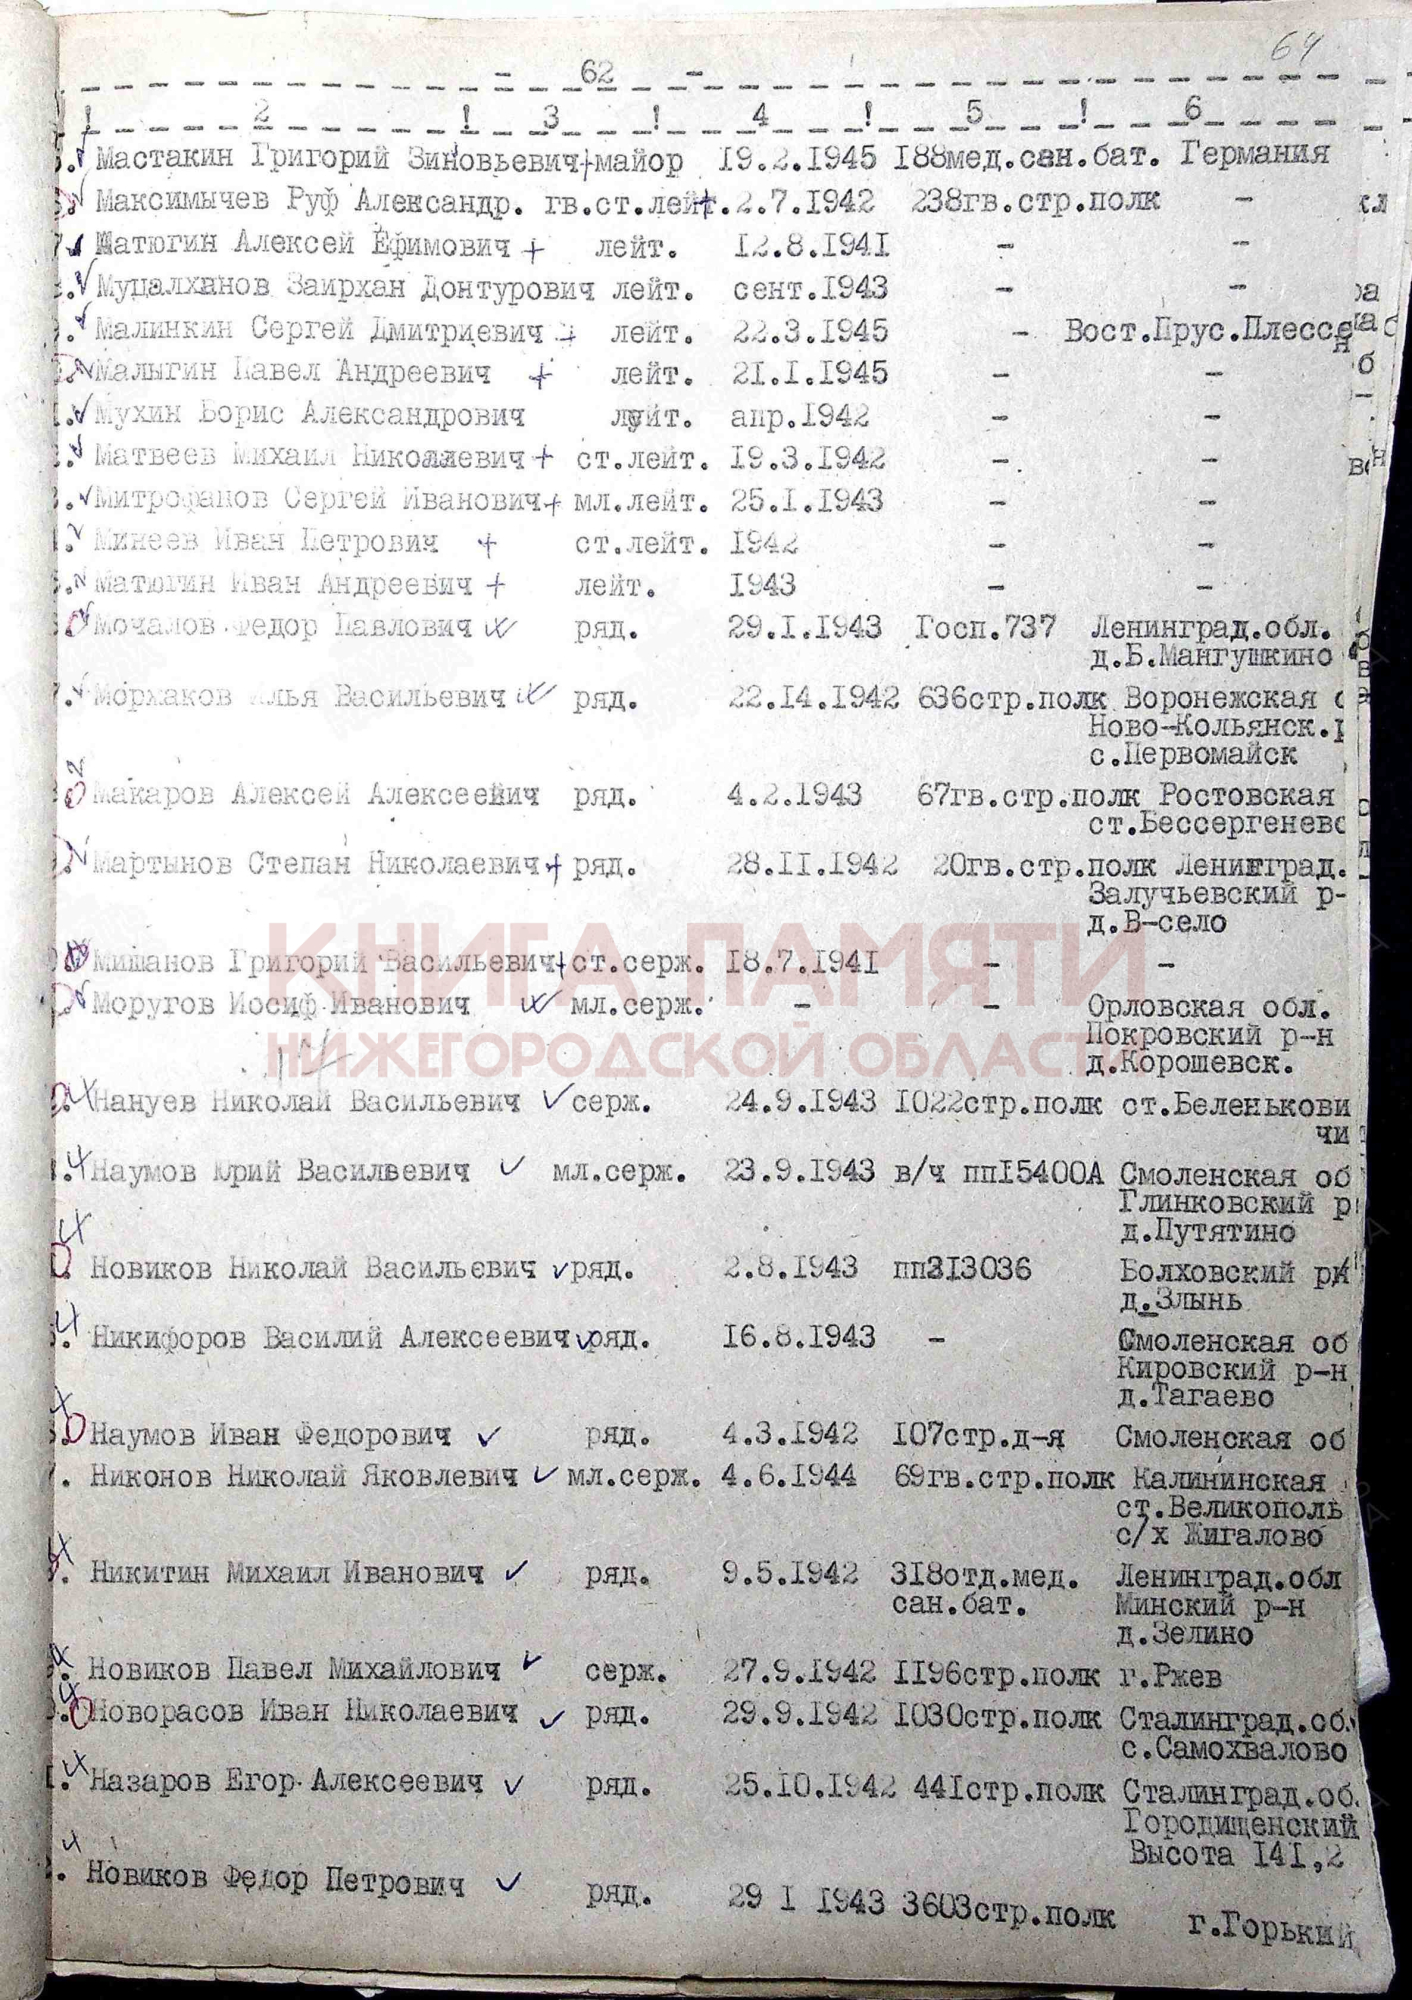 64
- 62 -
! 2 ! 3 ! 4 ! 5 ! 6
Мастакин Григорий Зиновьевич+майор 19.2.1945 188мед.сан.бат. Германия
Максимычев Руф Александр. гв.ст.лейт.2.7.1942 238гв.стр.полк -
Матюгин Алексей Ефимович + лейт. 12.8.1941 - -
Муцалханов Заирхан Донтурович лейт. сент.1943 - -
Малинкин Сергей Дмитриевич + лейт. 22.3.1945 - Вост.Прус.Плессен
Малыгин Павел Андреевич + лейт. 21.I.1945 - -
Мухин Борис Александрович лейт. апр.1942 - -
Матвеев Михаил Николаевич + ст.лейт. 19.3.1942 - -
Митрофанов Сергей Иванович + мл.лейт. 25.I.1943 - -
Минеев Иван Петрович + ст.лейт. 1942 - -
Матюгин Иван Андреевич + лейт. 1943 - -
Мочалов Федор Павлович ряд. 29.I.1943 Госп.737 Ленинград.обл.
д.Б.Мангушкино
Моржаков Илья Васильевич ряд. 22.14.1942 636стр.полк Воронежская
Ново-Кольянск.
с.Первомайск
Макаров Алексей Алексеевич ряд. 4.2.1943 67гв.стр.полк Ростовская
ст.Бессергенево
Мартынов Степан Николаевич + ряд. 28.II.1942 20гв.стр.полк Ленинград.
Залучьевский р-
д.В-село
Мишанов Григорий Васильевич+ ст.серж. 18.7.1941 - -
Моругов Иосиф Иванович мл.серж. - - Орловская обл.
Покровский р-н
д.Корошевск.
КНИГА ПАМЯТИ
НИЖЕГОРОДСКОЙ ОБЛАСТИ
Нануев Николай Васильевич серж. 24.9.1943 1022стр.полк ст.Беленькови
чи
Наумов Юрий Васильевич мл.серж. 23.9.1943 в/ч пп15400А Смоленская об
Глинковский р
д.Путятино
Новиков Николай Васильевич ряд. 2.8.1943 пп313036 Болховский рн
д.Злынь
Никифоров Василий Алексеевич ряд. 16.8.1943 - Смоленская об
Кировский р-н
д.Тагаево
Наумов Иван Федорович ряд. 4.3.1942 107стр.д-я Смоленская об
Никонов Николай Яковлевич мл.серж. 4.6.1944 69гв.стр.полк Калининская
ст.Великополь
с/х Жигалово
Никитин Михаил Иванович ряд. 9.5.1942 318отд.мед. Ленинград.обл
сан.бат. Минский р-н
д.Зелино
Новиков Павел Михайлович серж. 27.9.1942 1196стр.полк г.Ржев
Новорасов Иван Николаевич ряд. 29.9.1942 1030стр.полк Сталинград.об.
с.Самохвалово
Назаров Егор Алексеевич ряд. 25.10.1942 441стр.полк Сталинград.об.
Городищенский
Высота 141,2
Новиков Федор Петрович ряд. 29 I 1943 3603стр.полк г.Горький